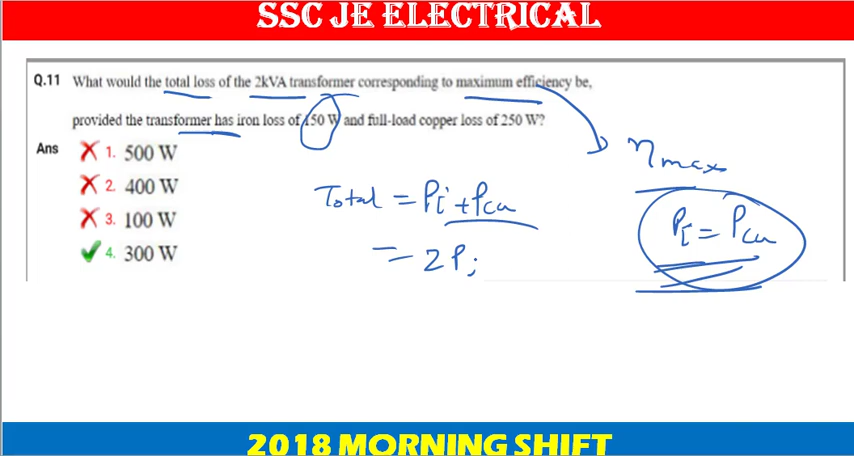 SSC JE ELECTRICAL
Q.11 What would the total loss of the 2kVA transformer corresponding to maximum efficiency be,
provided the transformer has iron loss of 150 W and full-load copper loss of 250 W?
Ans 1. 500 W
2. 400 W
3. 100 W
4. 300 W
ηmax
Total = Pi + Pcu
= 2Pi
Pi = Pcu
2018 MORNING SHIFT